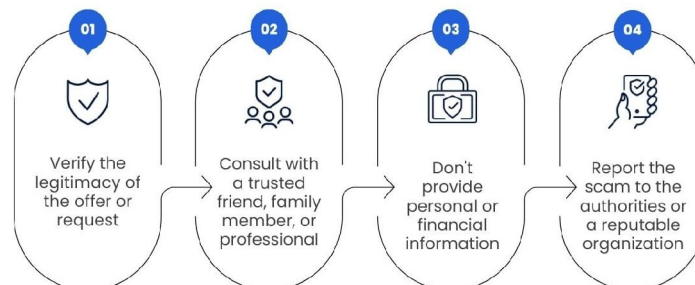 01
Verify the
legitimacy of
the offer or
request
02
Consult with
a trusted
friend, family
member, or
professional
03
Don't
provide
personal or
financial
information
04
Report the
scam to the
authorities or
a reputable
organization